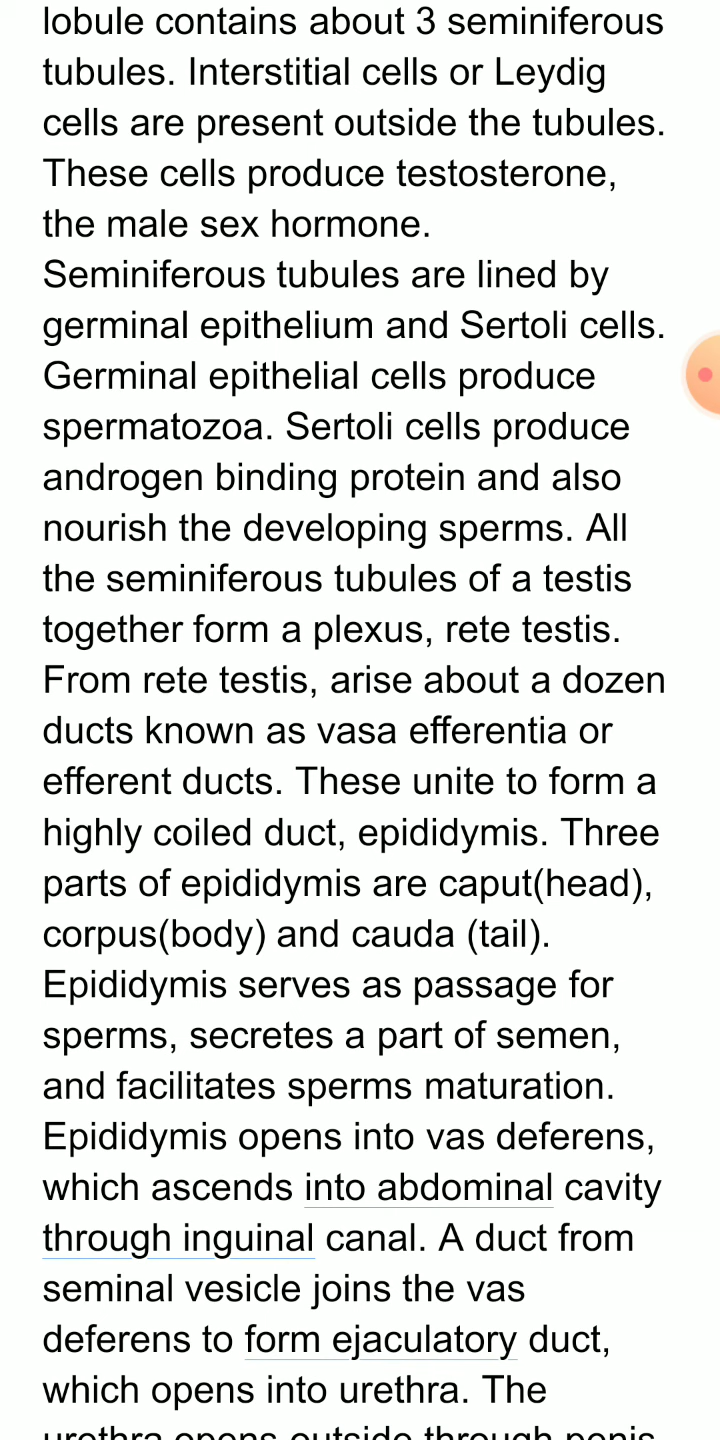 lobule contains about 3 seminiferous
tubules. Interstitial cells or Leydig
cells are present outside the tubules.
These cells produce testosterone,
the male sex hormone.
Seminiferous tubules are lined by
germinal epithelium and Sertoli cells.
Germinal epithelial cells produce
spermatozoa. Sertoli cells produce
androgen binding protein and also
nourish the developing sperms. All
the seminiferous tubules of a testis
together form a plexus, rete testis.
From rete testis, arise about a dozen
ducts known as vasa efferentia or
efferent ducts. These unite to form a
highly coiled duct, epididymis. Three
parts of epididymis are caput(head),
corpus(body) and cauda (tail).
Epididymis serves as passage for
sperms, secretes a part of semen,
and facilitates sperms maturation.
Epididymis opens into vas deferens,
which ascends into abdominal cavity
through inguinal canal. A duct from
seminal vesicle joins the vas
deferens to form ejaculatory duct,
which opens into urethra. The
urethra opens outside through penis